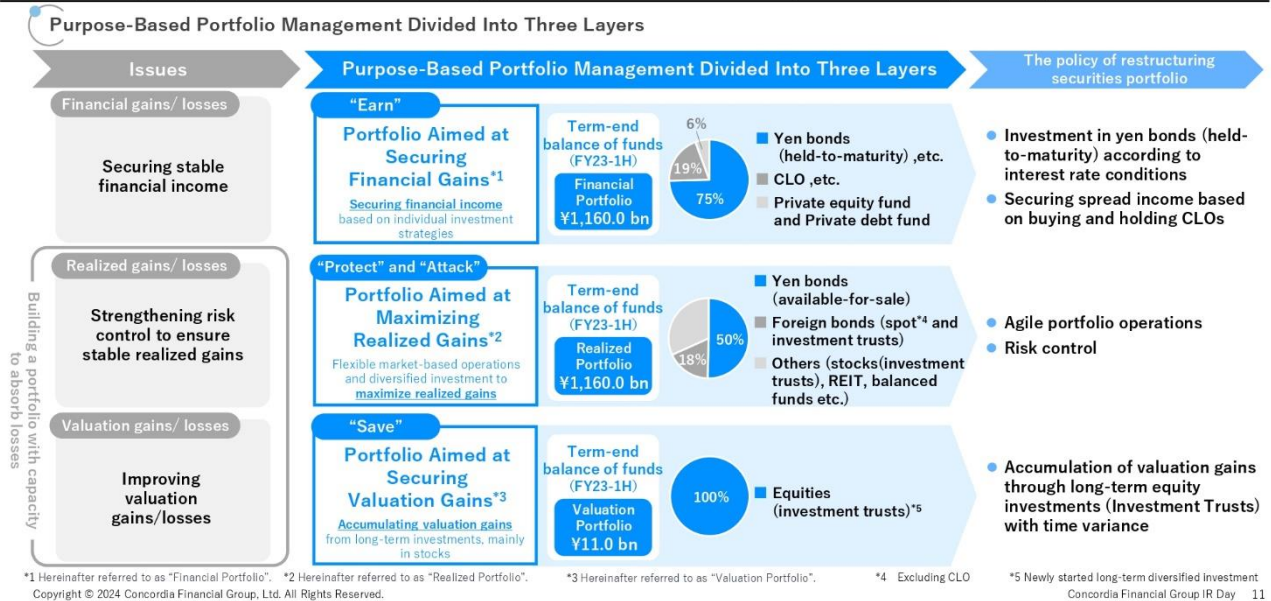 Purpose-Based Portfolio Management Divided Into Three Layers
Issues
Purpose-Based Portfolio Management Divided Into Three Layers
The policy of restructuring
securities portfolio
Financial gains/ losses
Securing stable
financial income
"Earn"
Portfolio Aimed at
Securing
Financial Gains*1
Securing financial income
based on individual investment
strategies
Term-end
balance of funds
(FY23-1H)
Financial
Portfolio
¥1,160.0 bn
6%
19%
75%
Yen bonds
(held-to-maturity) ,etc.
CLO ,etc.
Private equity fund
and Private debt fund
Investment in yen bonds (held-
to-maturity) according to
interest rate conditions
Securing spread income based
on buying and holding CLOs
Building a portfolio with capacity
to absorb losses
Realized gains/ losses
Strengthening risk
control to ensure
stable realized gains
"Protect" and "Attack"
Portfolio Aimed at
Maximizing
Realized Gains*2
Flexible market-based operations
and diversified investment to
maximize realized gains
Term-end
balance of funds
(FY23-1H)
Realized
Portfolio
¥1,160.0 bn
50%
18%
Yen bonds
(available-for-sale)
Foreign bonds (spot*4 and
investment trusts)
Others (stocks(investment
trusts), REIT, balanced
funds etc.)
Agile portfolio operations
Risk control
Valuation gains/ losses
Improving
valuation
gains/losses
"Save"
Portfolio Aimed at
Securing
Valuation Gains*3
Accumulating valuation gains
from long-term investments, mainly
in stocks
Term-end
balance of funds
(FY23-1H)
Valuation
Portfolio
¥11.0 bn
100%
Equities
(investment trusts)*5
Accumulation of valuation gains
through long-term equity
investments (Investment Trusts)
with time variance
*1 Hereinafter referred to as "Financial Portfolio". *2 Hereinafter referred to as "Realized Portfolio". *3 Hereinafter referred to as "Valuation Portfolio". *4 Excluding CLO *5 Newly started long-term diversified investment
Copyright © 2024 Concordia Financial Group, Ltd. All Rights Reserved. Concordia Financial Group IR Day 11